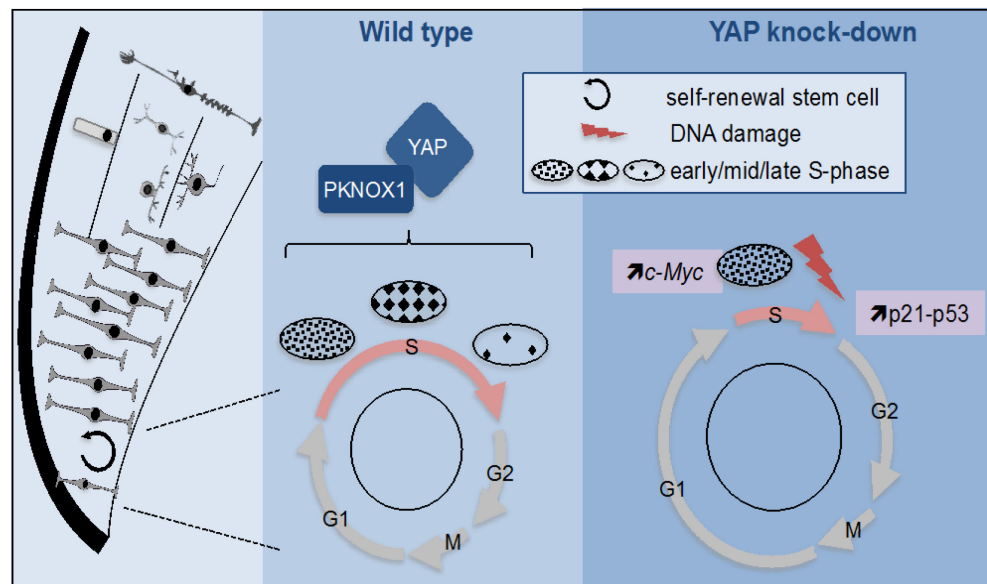 Wild type
YAP
PKNOX1
S
G2
M
G1
YAP knock-down
self-renewal stem cell
DNA damage
early/mid/late S-phase
↗c-Myc
↗p21-p53
S
G2
M
G1